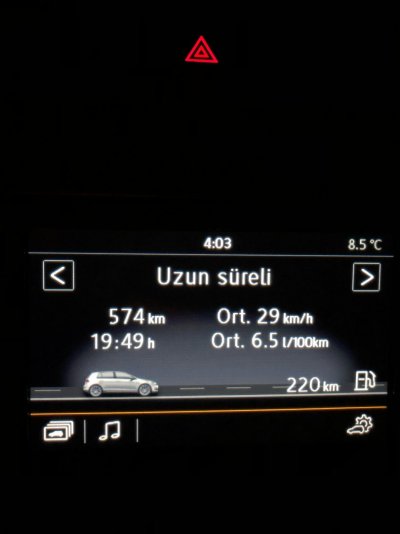 4:03
8.5 °C
< Uzun süreli >
574 km Ort. 29 km/h
19:49 h Ort. 6.5 l/100km
220 km